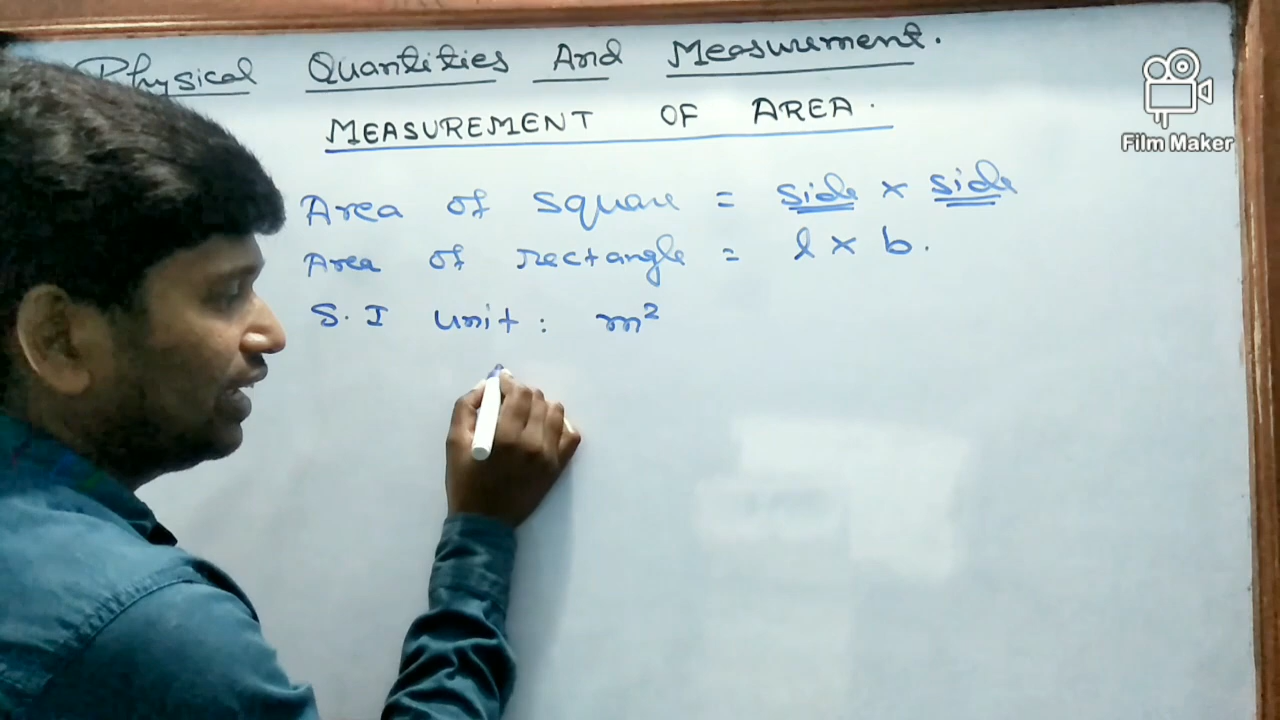 Physical Quantities And Measurement.
MEASUREMENT OF AREA.
Area of square = side × side
Area of rectangle = l × b.
S.I unit : m²
Film Maker